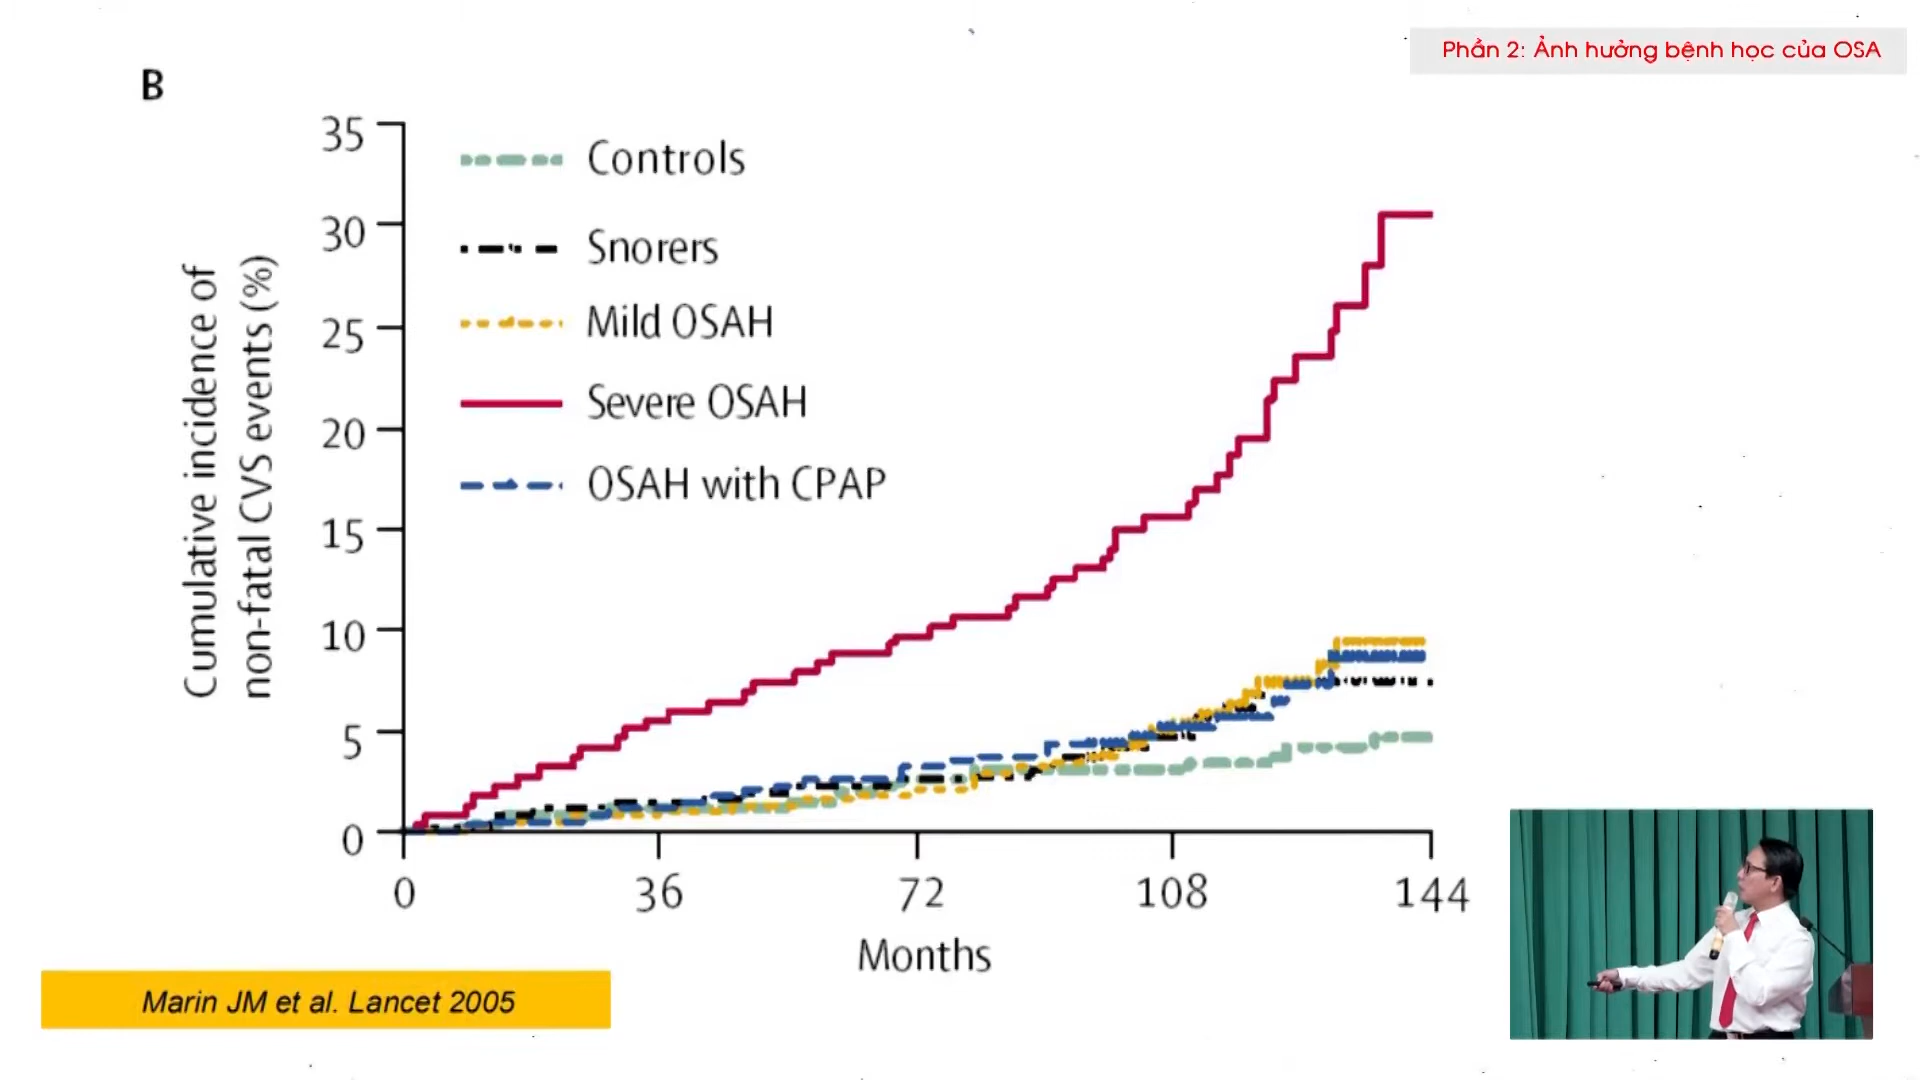 Phần 2: Ảnh hưởng bệnh học của OSA
B
Cumulative incidence of
non-fatal CVS events (%)
35
30
25
20
15
10
5
0
Controls
Snorers
Mild OSAH
Severe OSAH
OSAH with CPAP
0 36 72 108 144
Months
Marin JM et al. Lancet 2005